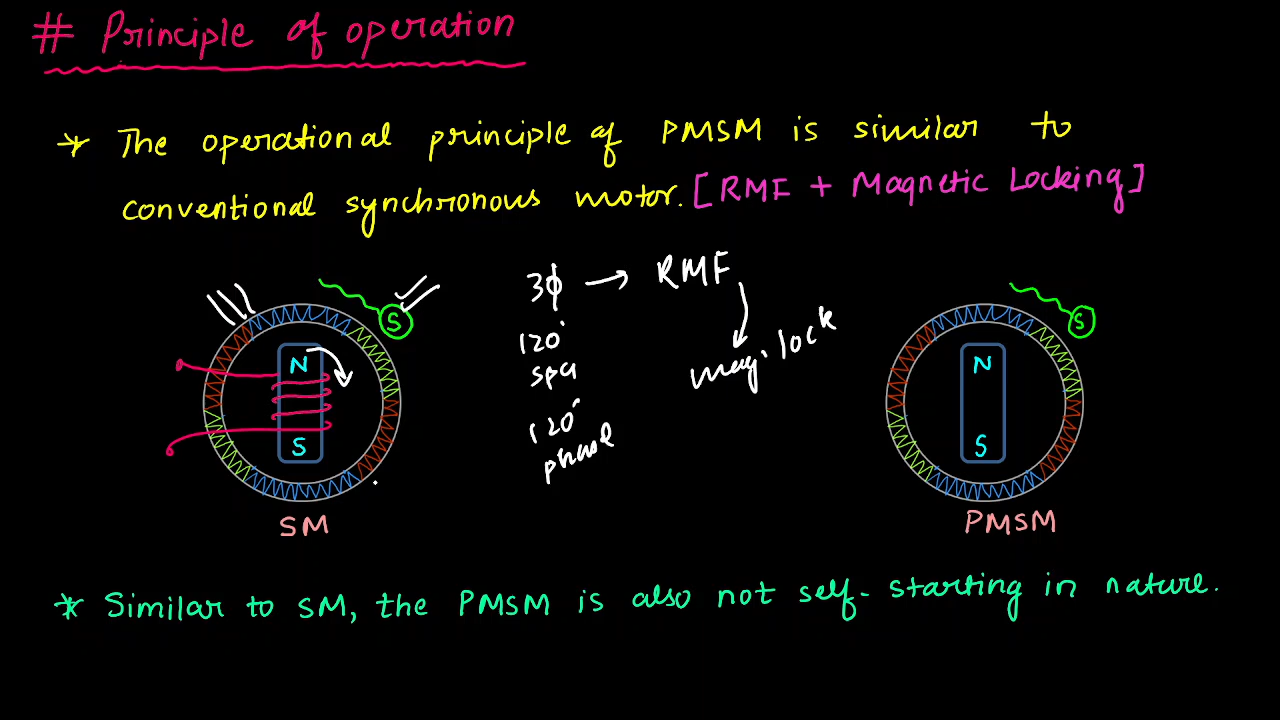 # Principle of operation
* The operational principle of PMSM is similar to
conventional synchronous motor. [RMF + Magnetic Locking]
3ϕ → RMF
120°
spa
120°
phase
mag. lock
S
N
S
SM
S
N
S
PMSM
* Similar to SM, the PMSM is also not self-starting in nature.